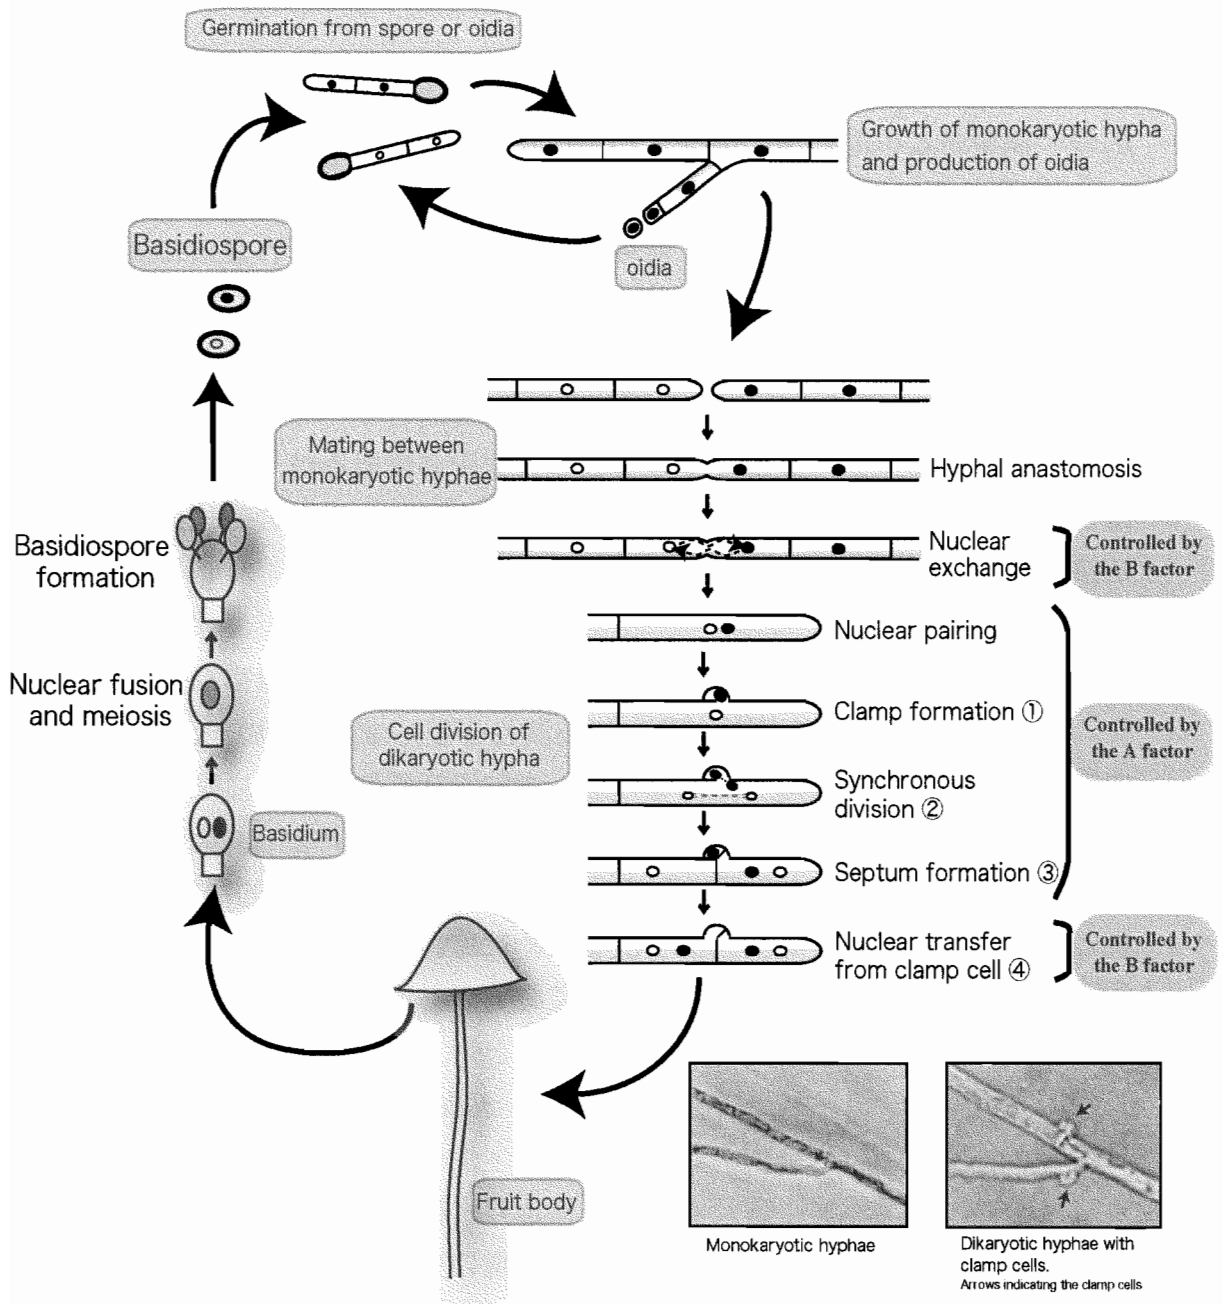 Germination from spore or oidia
Growth of monokaryotic hypha
and production of oidia
Basidiospore
oidia
Mating between
monokaryotic hyphae
Hyphal anastomosis
Nuclear
exchange
Controlled by
the B factor
Basidiospore
formation
Nuclear pairing
Nuclear fusion
and meiosis
Clamp formation ①
Cell division of
dikaryotic hypha
Controlled by
the A factor
Synchronous
division ②
Basidium
Septum formation ③
Nuclear transfer
from clamp cell ④
Controlled by
the B factor
Fruit body
Monokaryotic hyphae
Dikaryotic hyphae with
clamp cells.
Arrows indicating the clamp cells